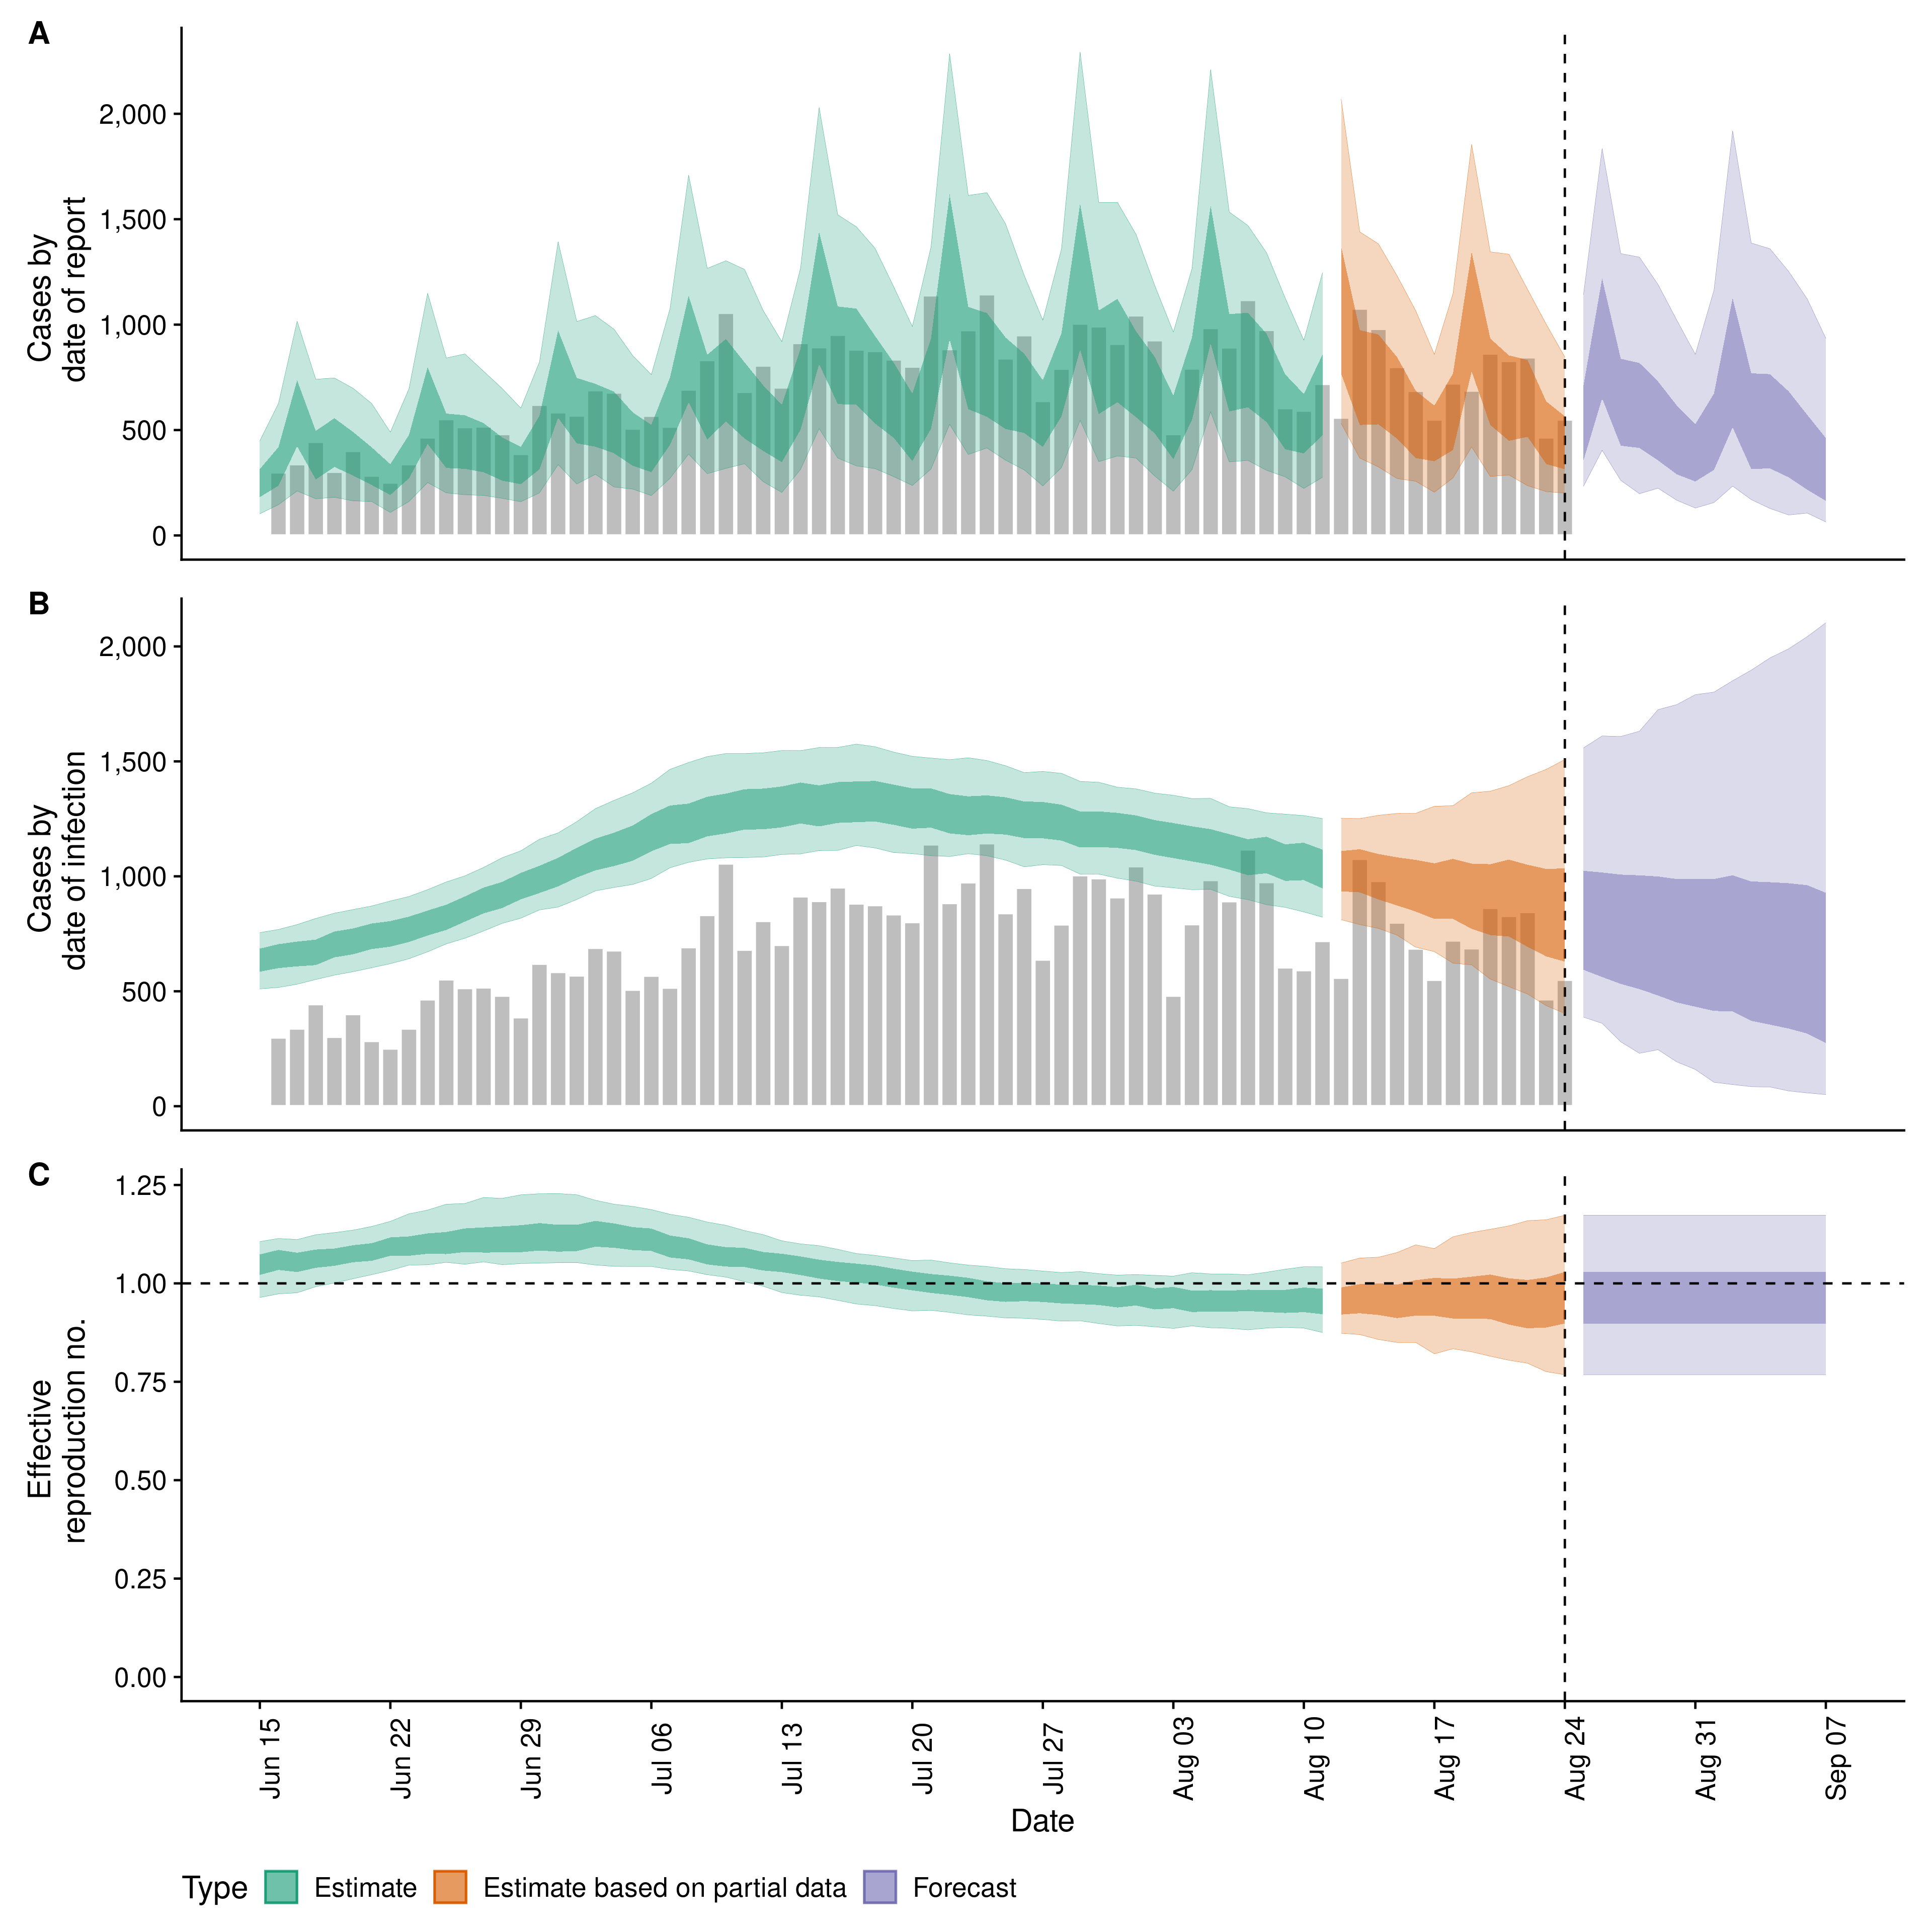 A
Cases by
date of report
2,000
1,500
1,000
500
0
B
Cases by
date of infection
2,000
1,500
1,000
500
0
C
Effective
reproduction no.
1.25
1.00
0.75
0.50
0.25
0.00
Jun 15
Jun 22
Jun 29
Jul 06
Jul 13
Jul 20
Jul 27
Aug 03
Aug 10
Aug 17
Aug 24
Aug 31
Sep 07
Date
Type Estimate Estimate based on partial data Forecast